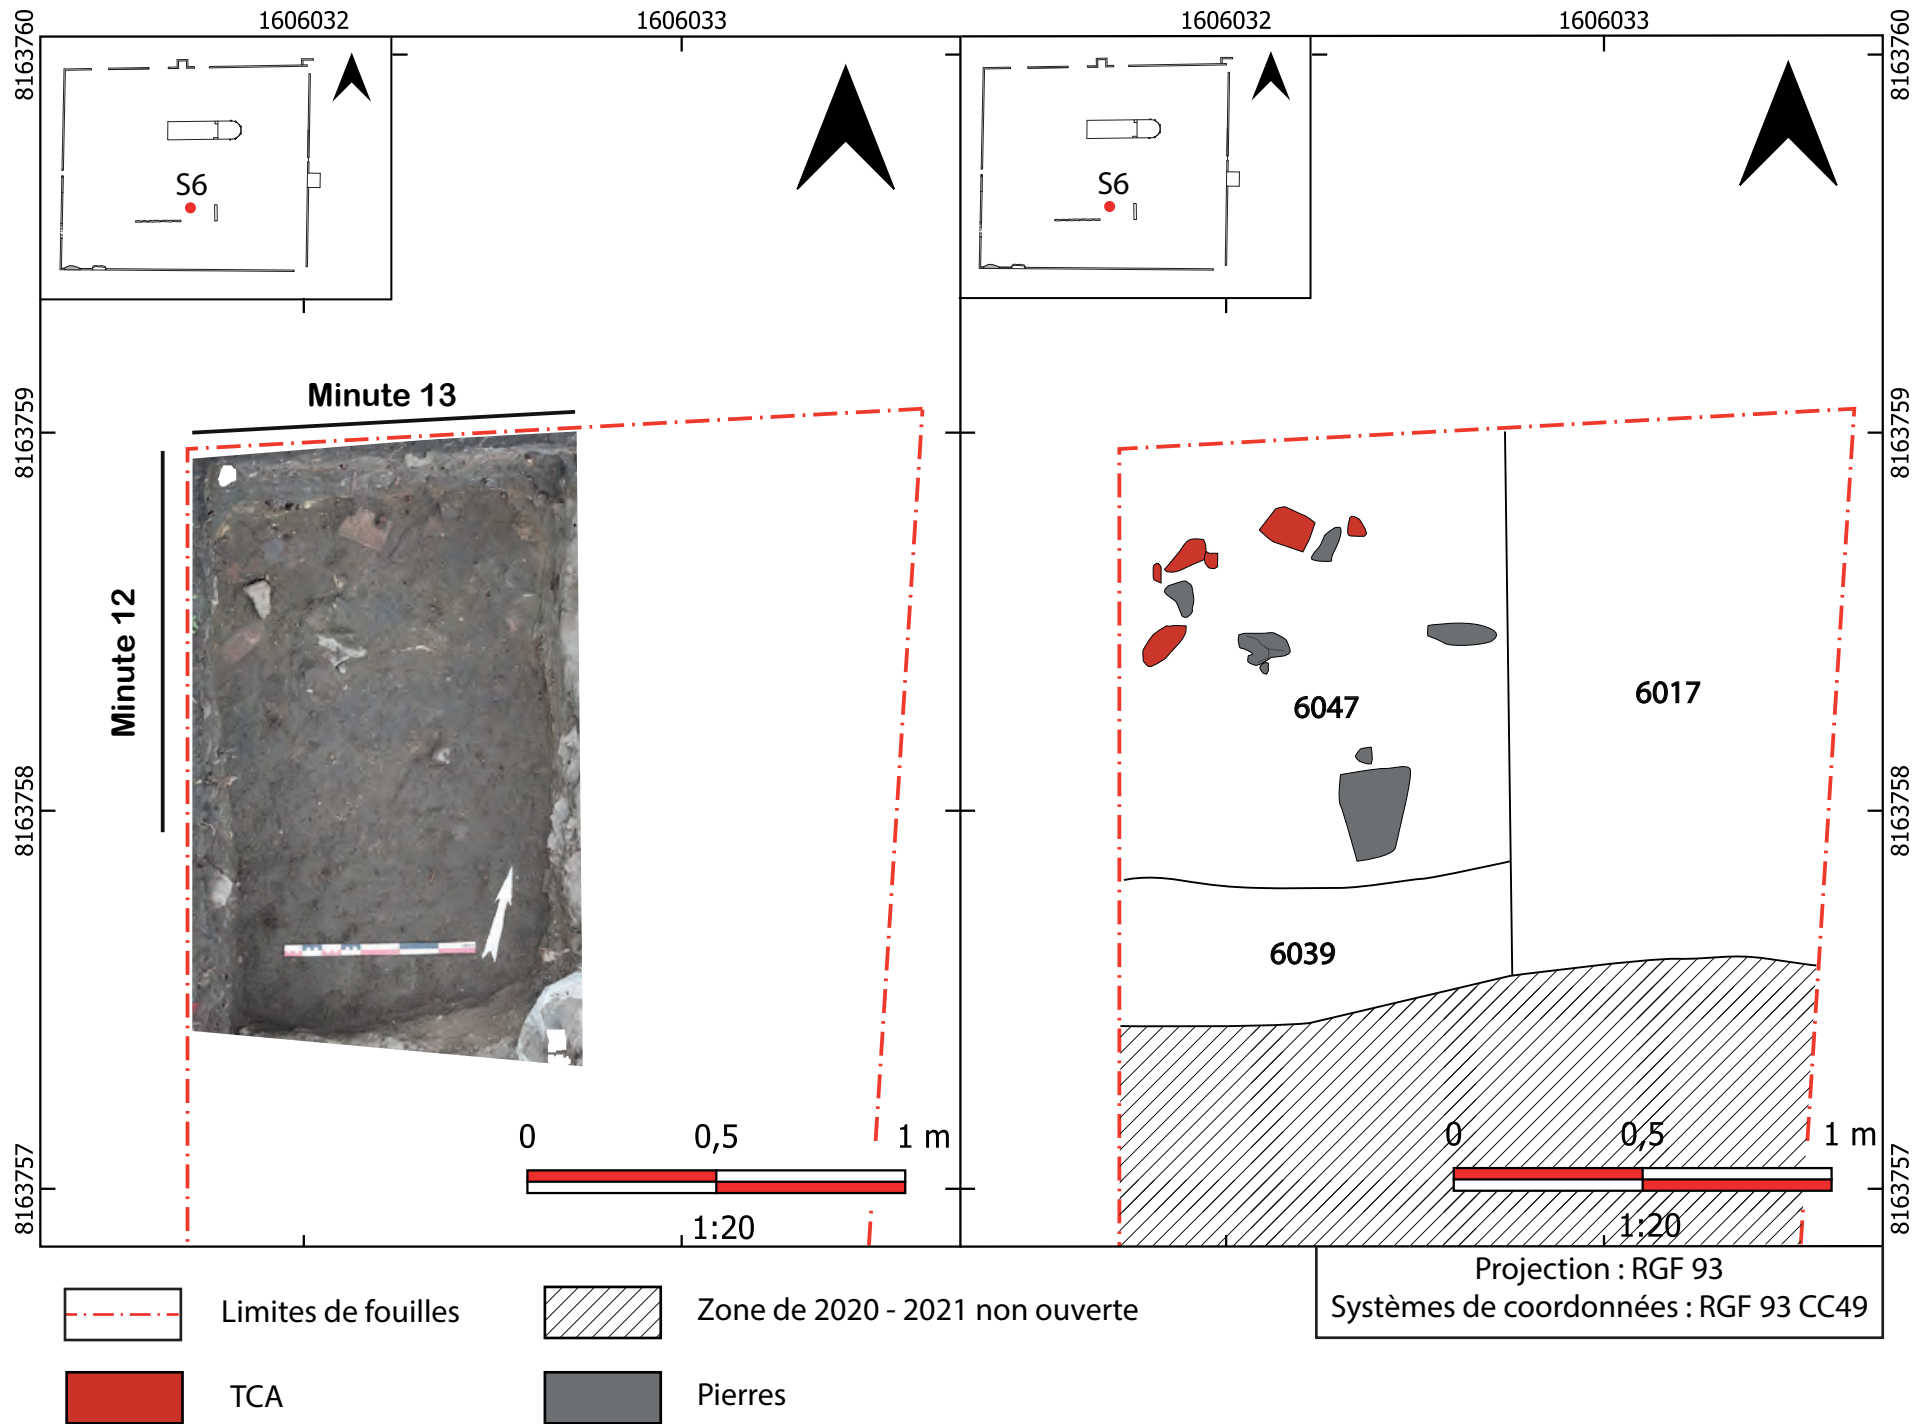 1606032
1606033
1606032
1606033
8163760
8163760
S6
S6
Minute 13
8163759
8163759
Minute 12
6047
6017
8163758
8163758
6039
0 0,5 1 m
0 0,5 1 m
8163757
8163757
1:20
1:20
Projection : RGF 93
Systèmes de coordonnées : RGF 93 CC49
Limites de fouilles
Zone de 2020 - 2021 non ouverte
TCA
Pierres